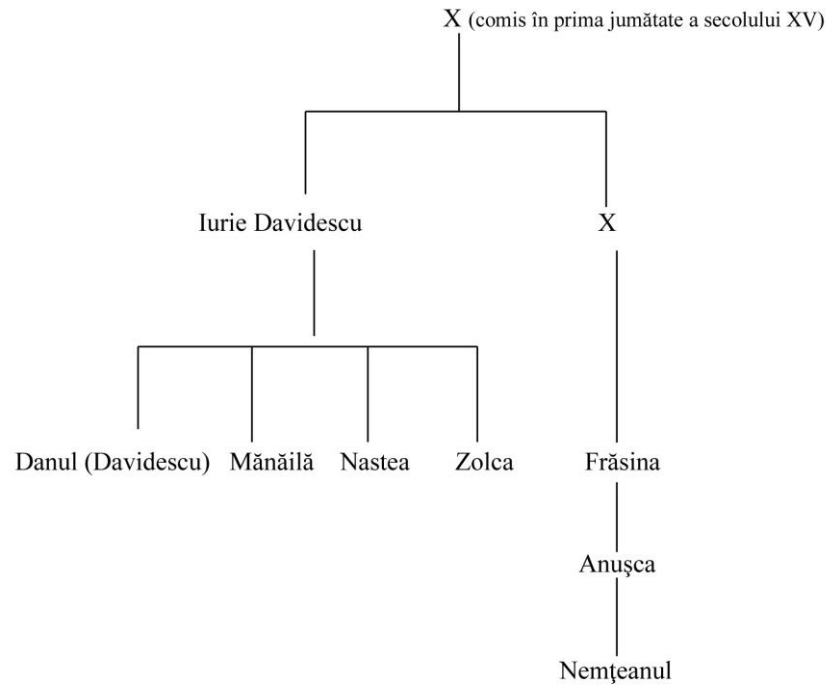 X (comis în prima jumătate a secolului XV)
Iurie Davidescu X
Danul (Davidescu) Mănăilă Nastea Zolca Frăsina
Anuşca
Nemţeanul